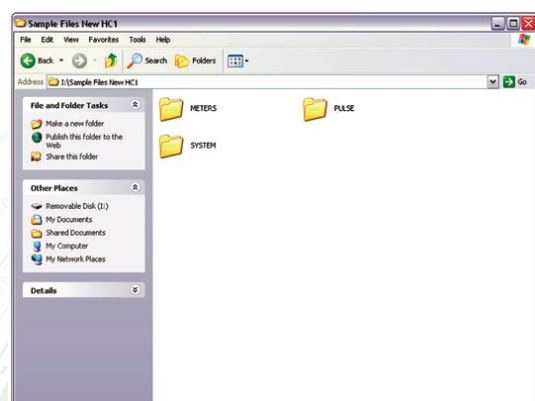 Sample Files New HC1
File Edit View Favorites Tools Help
Back Search Folders
Address I:\Sample Files New HC1 Go
File and Folder Tasks
Make a new folder
Publish this folder to the
Web
Share this folder
Other Places
Removable Disk (I:)
My Documents
Shared Documents
My Computer
My Network Places
Details
METERS PULSE
SYSTEM